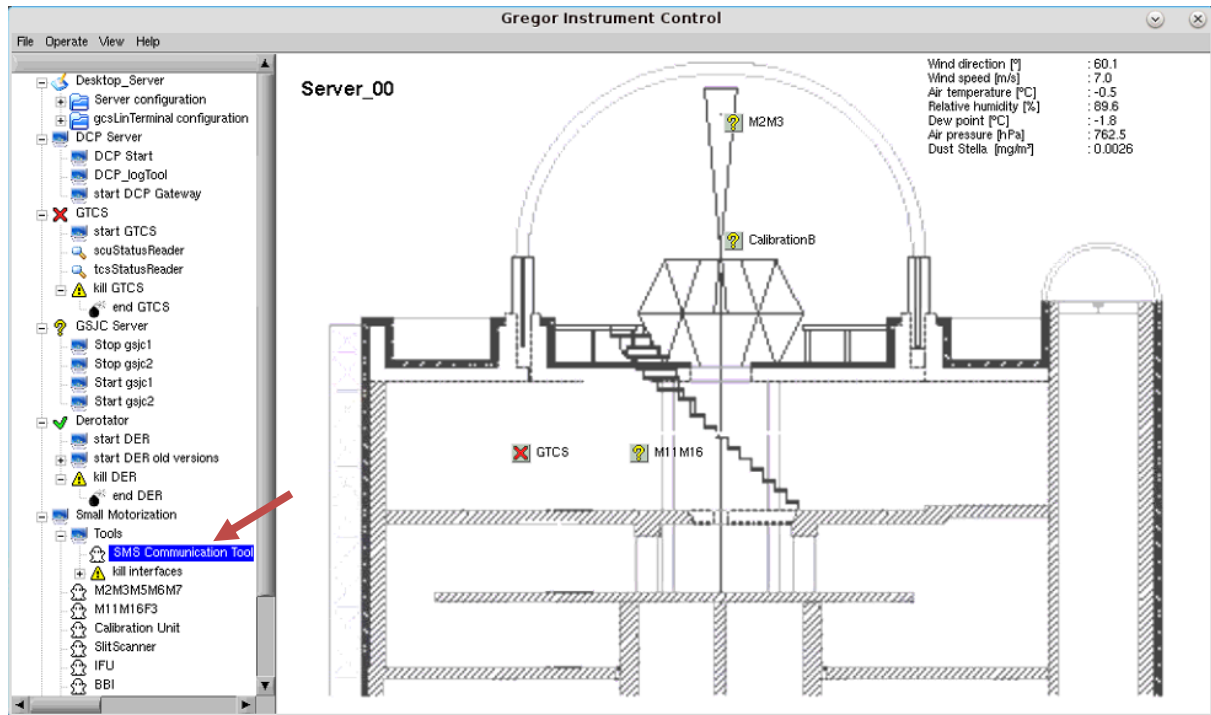 Gregor Instrument Control
File Operate View Help
Desktop_Server
Server configuration
gcsLinTerminal configuration
DCP Server
DCP Start
DCP_logTool
start DCP Gateway
GTCS
start GTCS
scuStatusReader
tcsStatusReader
kill GTCS
end GTCS
GSJC Server
Stop gsjc1
Stop gsjc2
Start gsjc1
Start gsjc2
Derotator
start DER
start DER old versions
kill DER
end DER
Small Motorization
Tools
SMS Communication Tool
kill interfaces
M2M3M5M6M7
M11M16F3
Calibration Unit
SlitScanner
IFU
BBI
Server_00
Wind direction [º] : 60.1
Wind speed [m/s] : 7.0
Air temperature [ºC] : -0.5
Relative humidity [%] : 89.6
Dew point [ºC] : -1.8
Air pressure [hPa] : 762.5
Dust Stella [mg/m³] : 0.0026
M2M3
CalibrationB
GTCS
M11M16